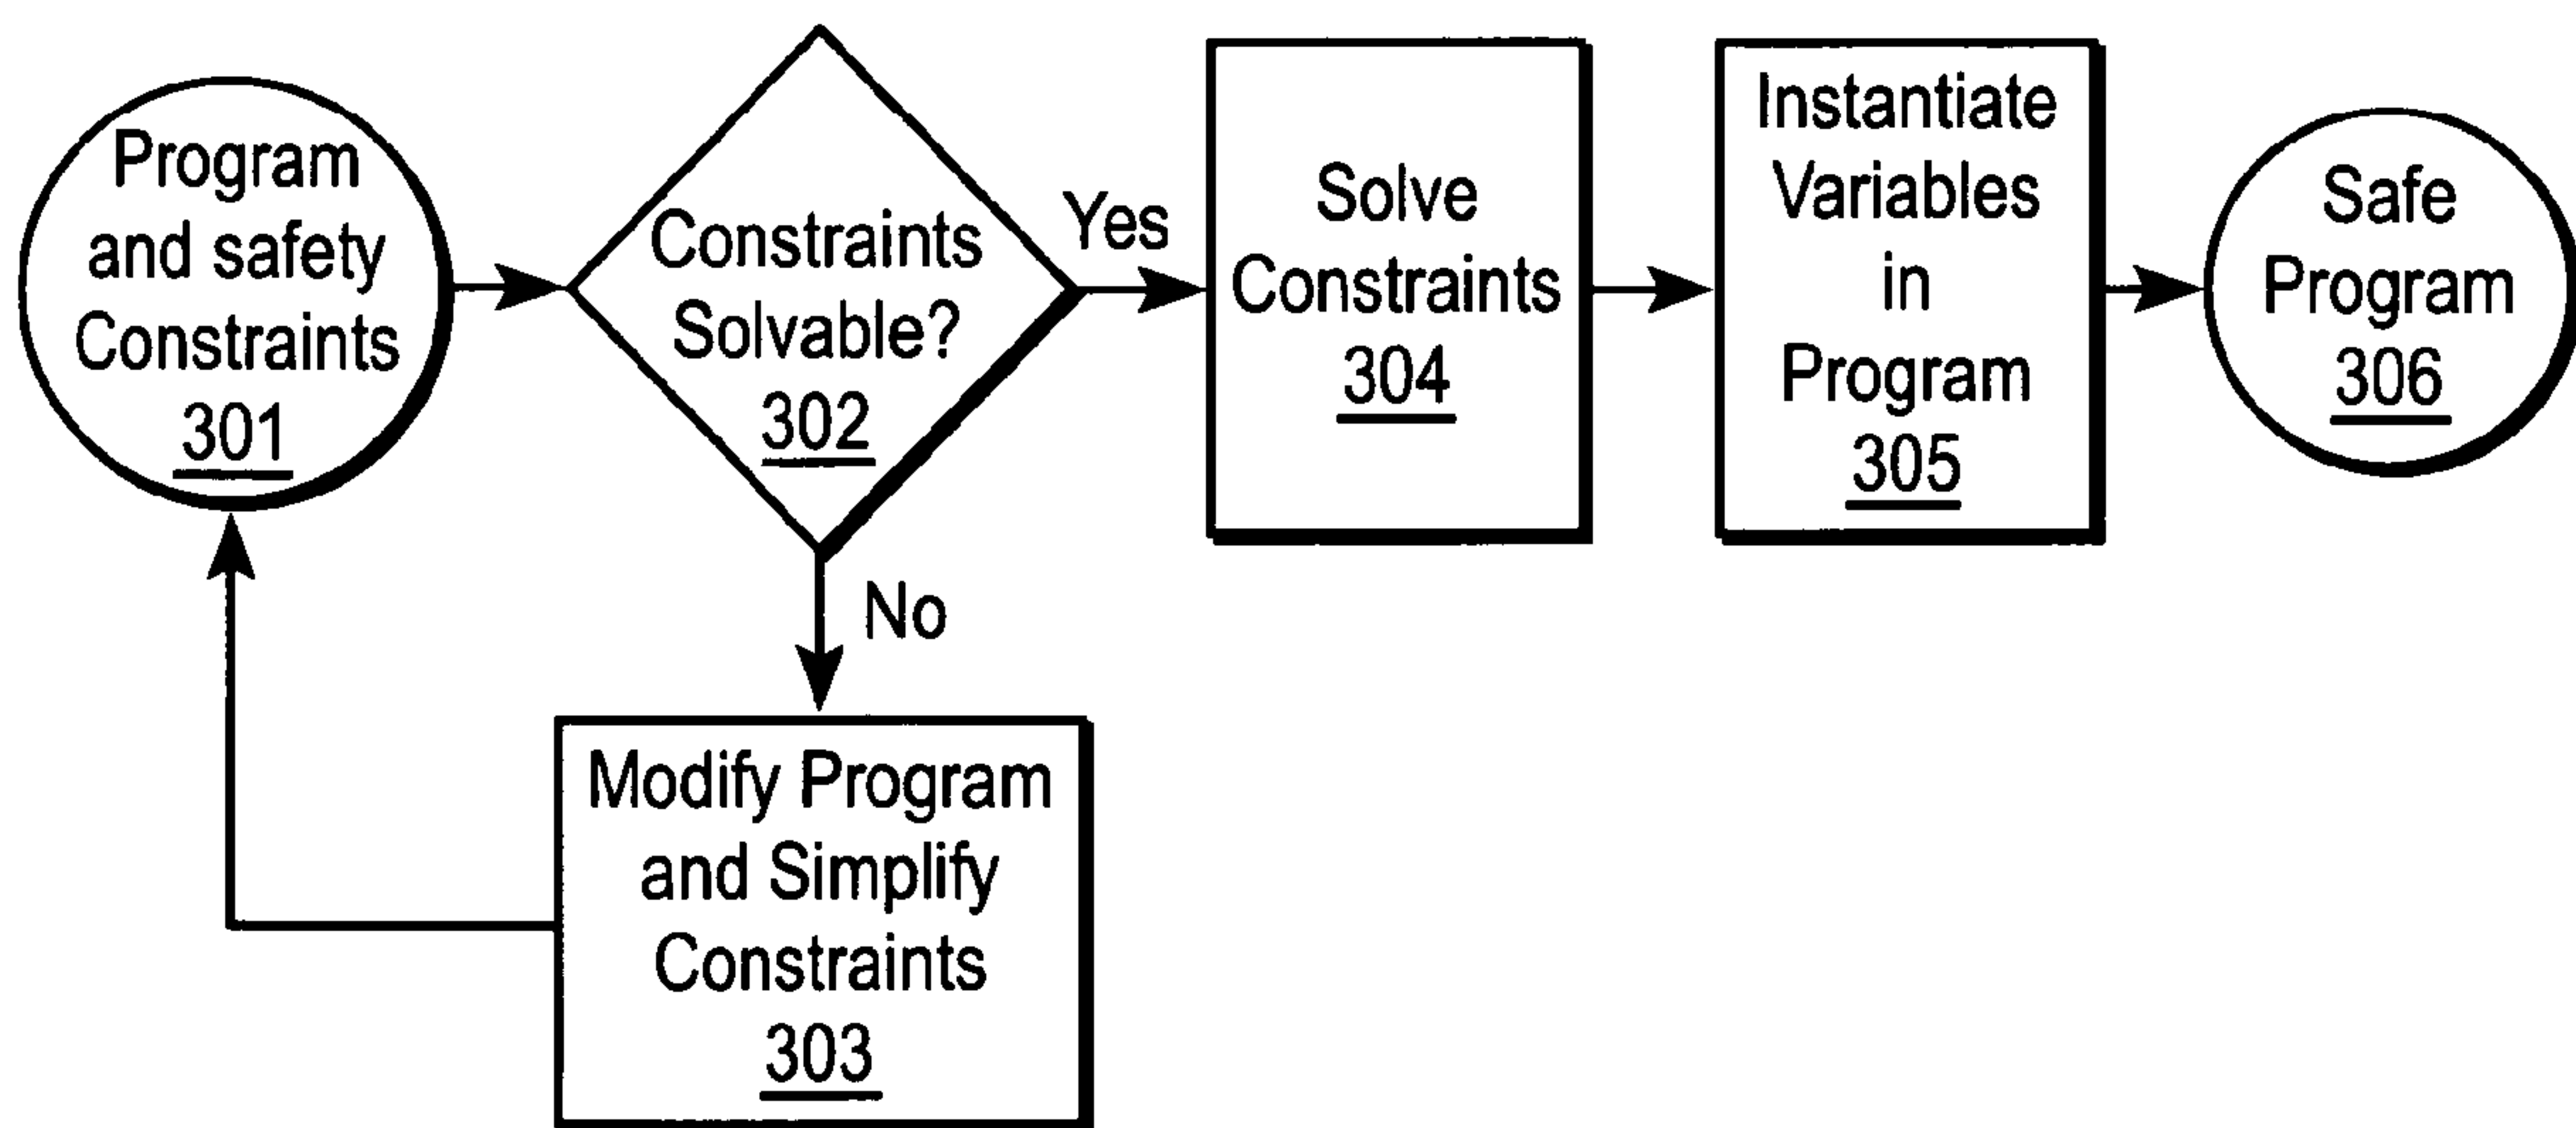 Program
and safety
Constraints
301
Constraints
Solvable?
302
Yes
No
Modify Program
and Simplify
Constraints
303
Solve
Constraints
304
Instantiate
Variables
in
Program
305
Safe
Program
306